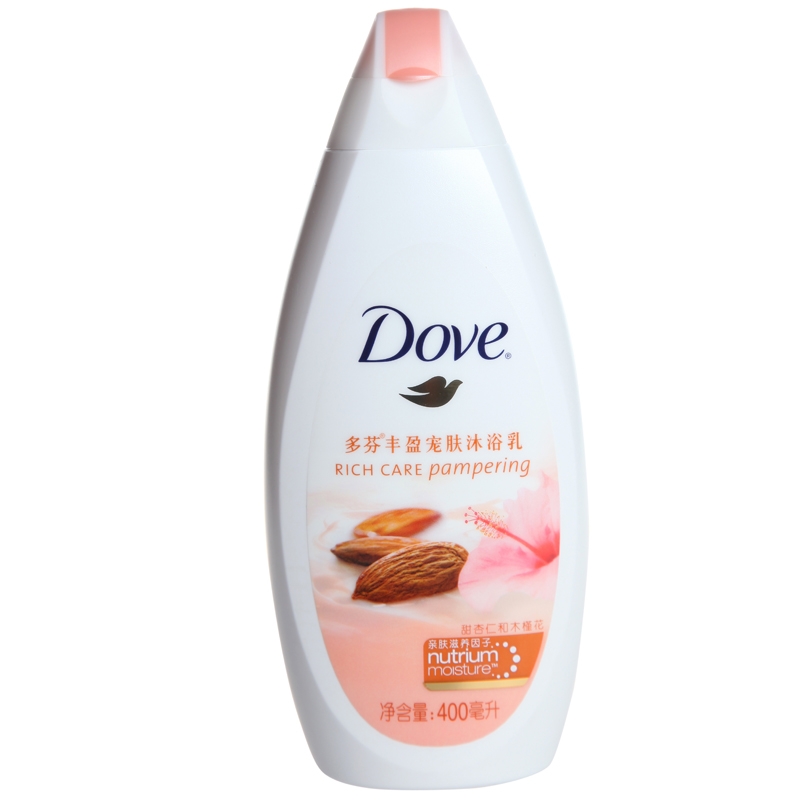 Dove®
多芬®丰盈宠肤沐浴乳
RICH CARE pampering
甜杏仁和木槿花
亲肤滋养因子
nutrium
moisture™
净含量:400毫升